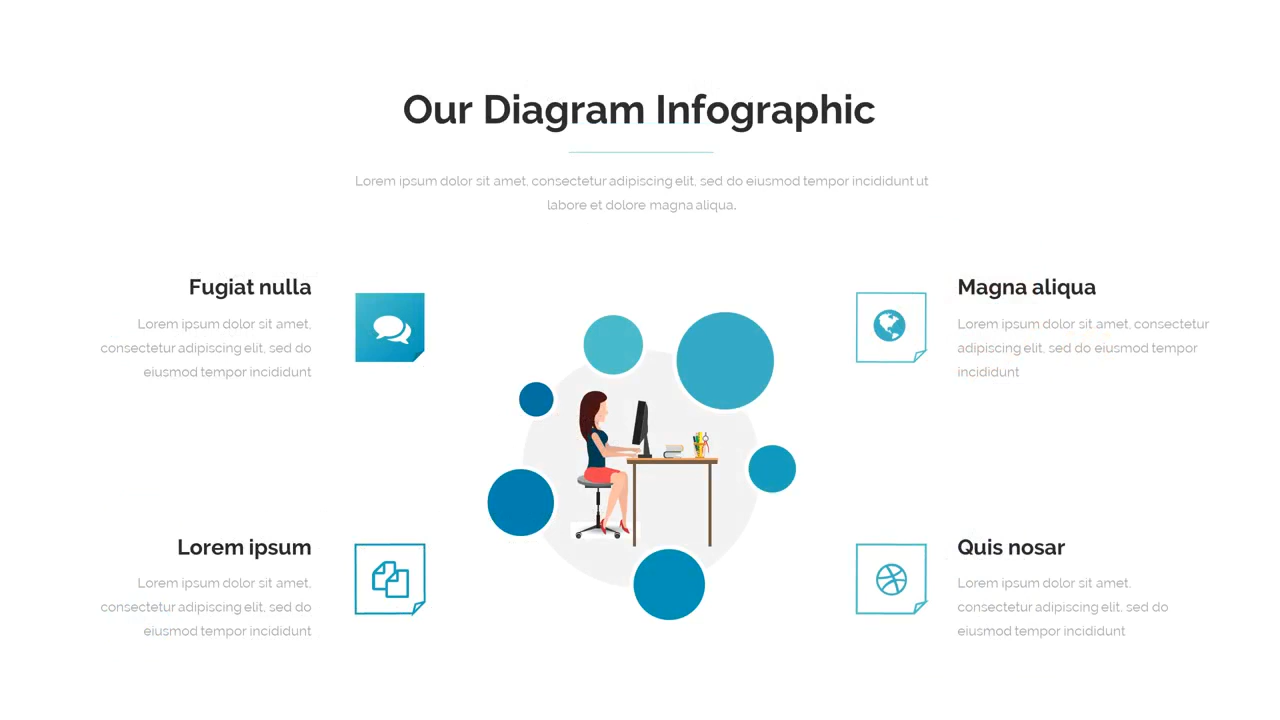 Our Diagram Infographic
Lorem ipsum dolor sit amet, consectetur adipiscing elit, sed do eiusmod tempor incididunt ut
labore et dolore magna aliqua.
Fugiat nulla
Lorem ipsum dolor sit amet,
consectetur adipiscing elit, sed do
eiusmod tempor incididunt
Magna aliqua
Lorem ipsum dolor sit amet, consectetur
adipiscing elit, sed do eiusmod tempor
incididunt
Lorem ipsum
Lorem ipsum dolor sit amet,
consectetur adipiscing elit, sed do
eiusmod tempor incididunt
Quis nosar
Lorem ipsum dolor sit amet,
consectetur adipiscing elit, sed do
eiusmod tempor incididunt